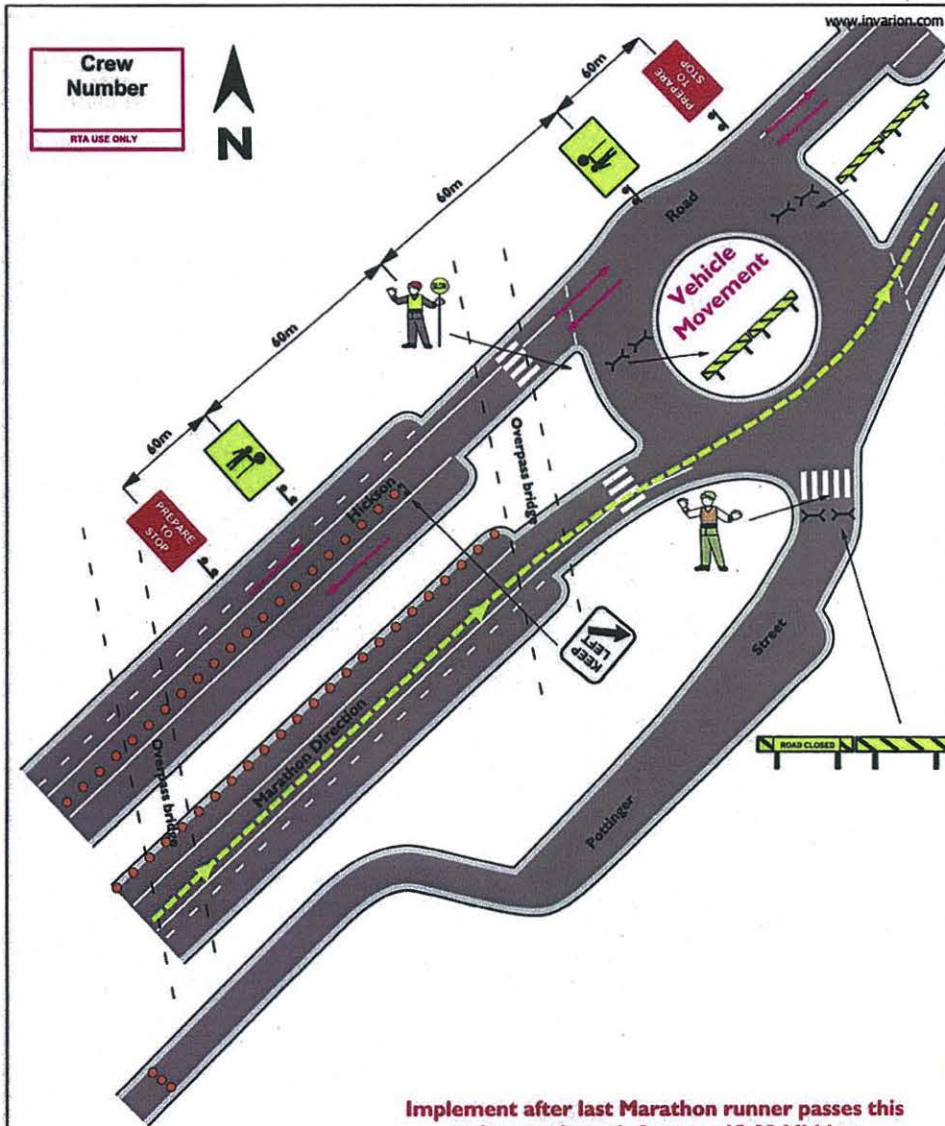 www.invarion.com
Crew
Number
RTA USE ONLY
N
60m
PREPARE
TO
STOP
60m
Road
Vehicle
Movement
60m
60m
Hickson
Overpass bridge
PREPARE
TO
STOP
KEEP
LEFT
Street
Marathon Direction
ROAD CLOSED
Overpass bridge
Pottinger
Implement after last Marathon runner passes this